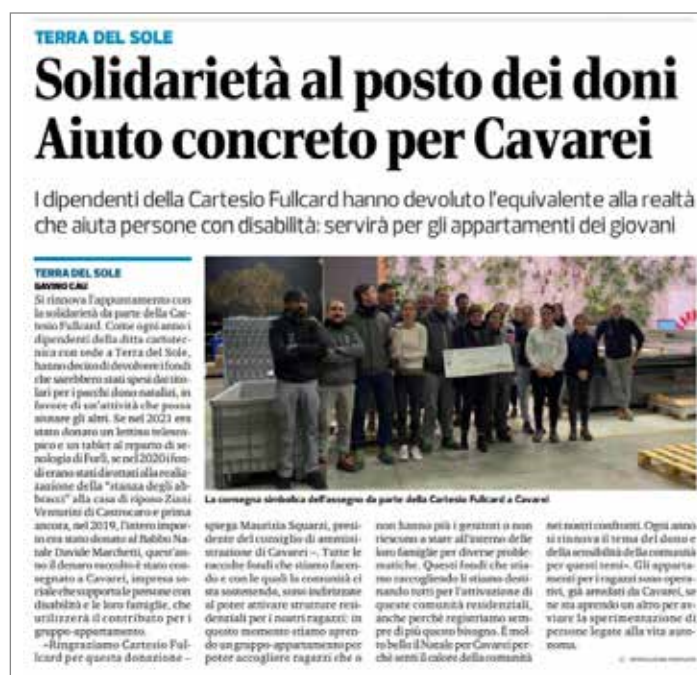 TERRA DEL SOLE
Solidarietà al posto dei doni
Aiuto concreto per Cavarei
I dipendenti della Cartesio Fullcard hanno devoluto l'equivalente alla realtà
che aiuta persone con disabilità: servirà per gli appartamenti dei giovani
TERRA DEL SOLE
GAVINO CAU
Si rinnova l'appuntamento con
la solidarietà da parte della Car-
tesio Fullcard. Come ogni anno i
dipendenti della ditta cartotec-
nica con sede a Terra del Sole,
hanno deciso di devolvere i fondi
che sarebbero stati spesi dai tito-
lari per i pacchi dono natalizi, in
favore di un'attività che possa
aiutare gli altri. Se nel 2021 era
stato donato un lettino telesco-
pico e un tablet al reparto di se-
nologia di Forlì, se nel 2020 i fon-
di erano stati dirottati alla realiz-
zazione della "stanza degli ab-
bracci" alla casa di riposo Zauli
Venturini di Castrocaro e prima
ancora, nel 2019, l'intero impor-
to era stato donato al Babbo Na-
tale Davide Marchetti, quest'an-
no il denaro raccolto è stato con-
segnato a Cavarei, impresa so-
ciale che supporta le persone con
disabilità e le loro famiglie, che
utilizzerà il contributo per i
gruppo-appartamento.
«Ringraziamo Cartesio Ful-
lcard per questa donazione –
La consegna simbolica dell'assegno da parte della Cartesio Fullcard a Cavarei
spiega Maurizia Squarzi, presi-
dente del consiglio di ammini-
strazione di Cavarei –. Tutte le
raccolte fondi che stiamo facen-
do e con le quali la comunità ci
sta sostenendo, sono indirizzate
al poter attivare strutture resi-
denziali per i nostri ragazzi: in
questo momento stiamo apren-
do un gruppo-appartamento per
poter accogliere ragazzi che o
non hanno più i genitori o non
riescono a stare all'interno delle
loro famiglie per diverse proble-
matiche. Questi fondi che stia-
mo raccogliendo li stiamo desti-
nando tutti per l'attivazione di
queste comunità residenziali,
anche perché registriamo sem-
pre di più questo bisogno. È mol-
to bello il Natale per Cavarei per-
ché senti il calore della comunità
nei nostri confronti. Ogni anno
si rinnova il tema del dono e
della sensibilità della comunità
per questi temi». Gli apparta-
menti per i ragazzi sono opera-
tivi, già arredati da Cavarei, se
ne sta aprendo un altro per av-
viare la sperimentazione di
persone legate alla vita auto-
noma.